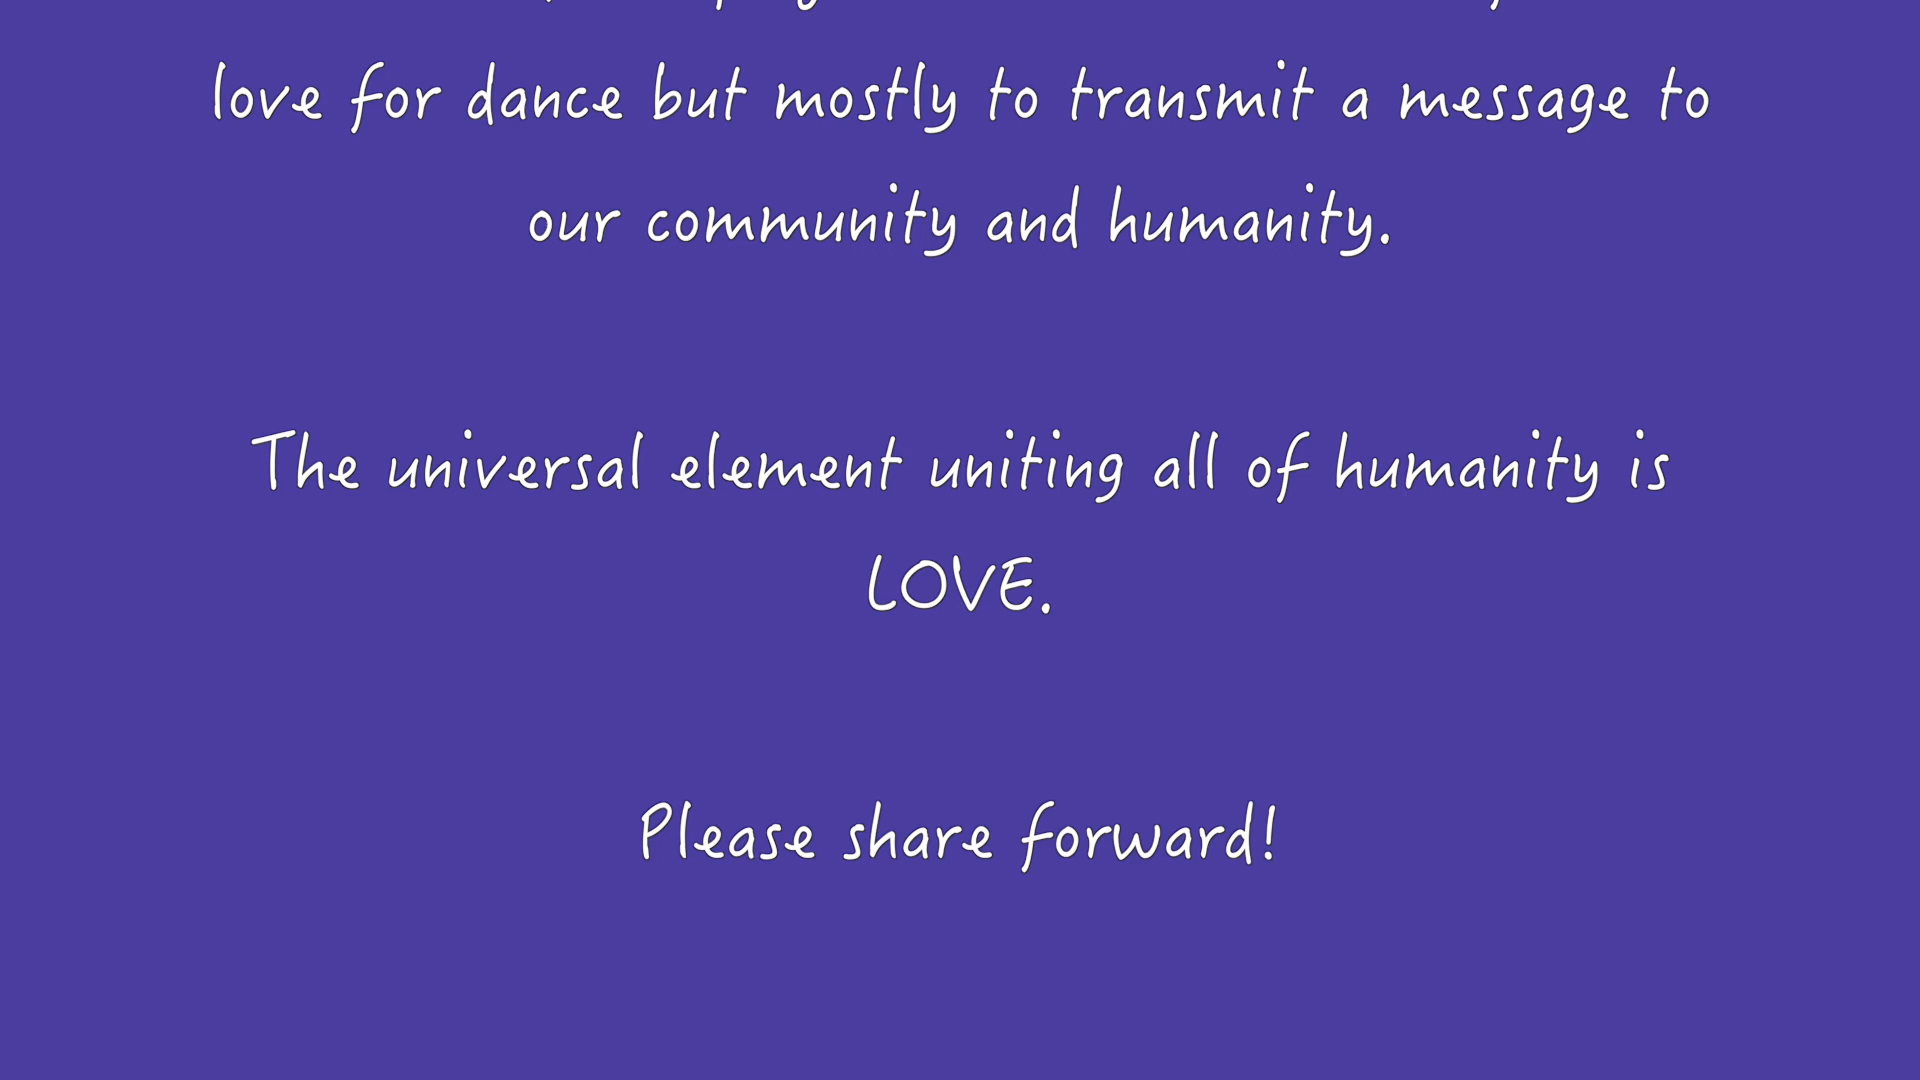 love for dance but mostly to transmit a message to
our community and humanity.
The universal element uniting all of humanity is
LOVE.
Please share forward!